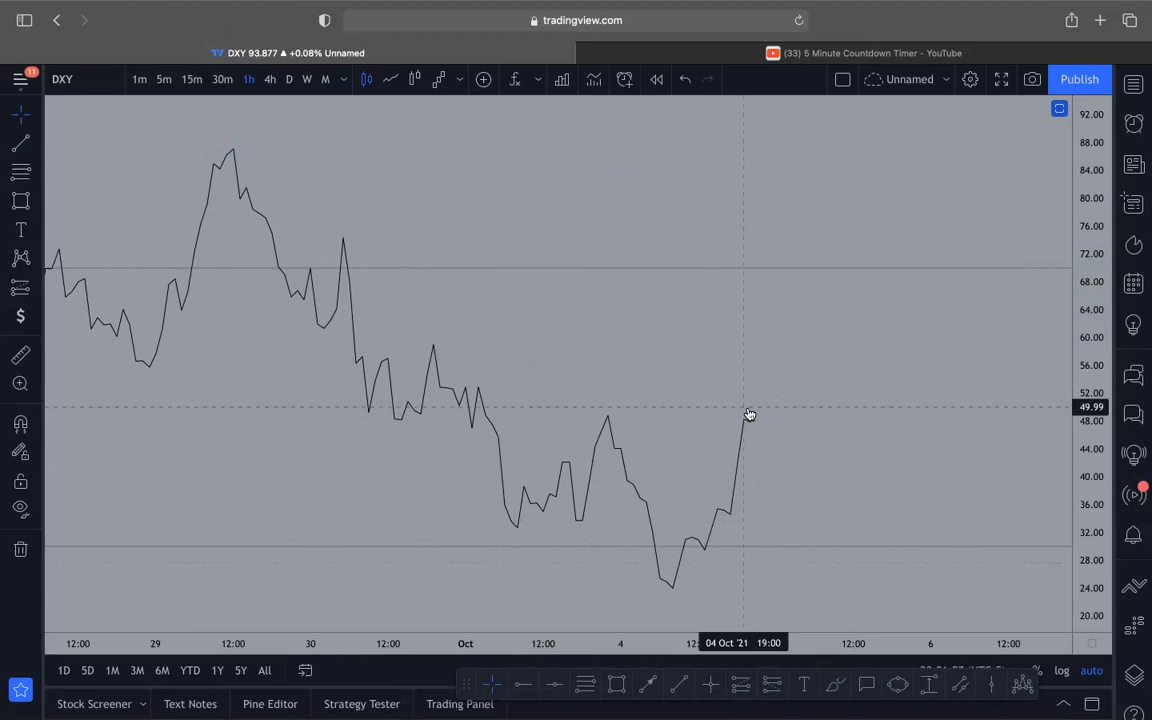 tradingview.com
DXY 93.877 ▲ +0.08% Unnamed
(33) 5 Minute Countdown Timer - YouTube
11
DXY
1m 5m 15m 30m 1h 4h D W M
Unnamed
Publish
92.00
88.00
84.00
80.00
76.00
72.00
68.00
64.00
60.00
56.00
52.00
49.99
48.00
44.00
40.00
36.00
32.00
28.00
24.00
20.00
12:00 29 12:00 30 12:00 Oct 12:00 4 04 Oct '21 19:00 12:00 6 12:00
1D 5D 1M 3M 6M YTD 1Y 5Y All
% log auto
Stock Screener Text Notes Pine Editor Strategy Tester Trading Panel